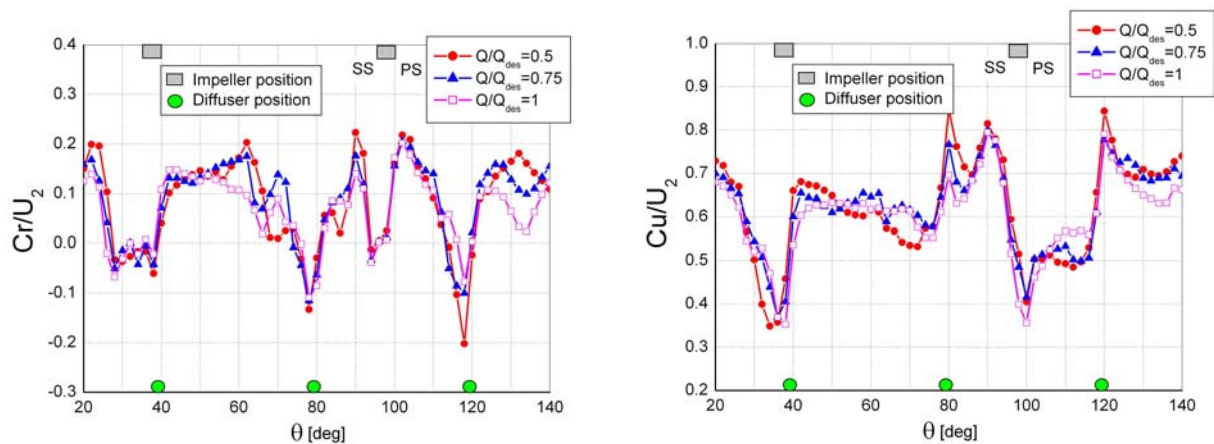 Cr/U2
0.4
0.3
0.2
0.1
0.0
-0.1
-0.2
-0.3
20 40 60 80 100 120 140
θ [deg]
Impeller position
Diffuser position
SS PS
Q/Qdes=0.5
Q/Qdes=0.75
Q/Qdes=1
Cu/U2
1.0
0.9
0.8
0.7
0.6
0.5
0.4
0.3
0.2
20 40 60 80 100 120 140
θ [deg]
Impeller position
Diffuser position
SS PS
Q/Qdes=0.5
Q/Qdes=0.75
Q/Qdes=1